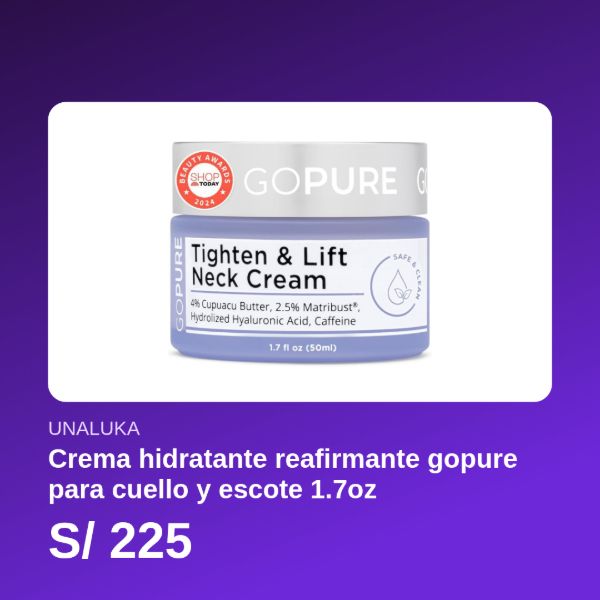 BEAUTY AWARDS
SHOP
TODAY
2024
GOPURE
GO
GOPURE
Tighten & Lift
Neck Cream
4% Cupuacu Butter, 2.5% Matribust®,
Hydrolized Hyaluronic Acid, Caffeine
SAFE & CLEAN
1.7 fl oz (50ml)
UNALUKA
Crema hidratante reafirmante gopure
para cuello y escote 1.7oz
S/ 225